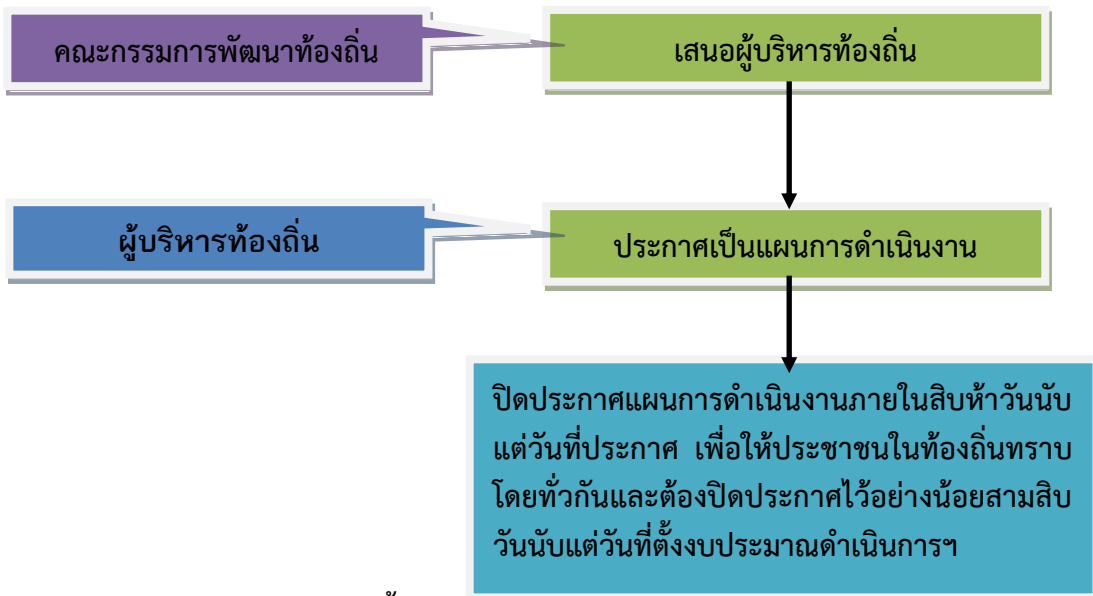 คณะกรรมการพัฒนาท้องถิ่น
เสนอผู้บริหารท้องถิ่น
ผู้บริหารท้องถิ่น
ประกาศเป็นแผนการดำเนินงาน
ปิดประกาศแผนการดำเนินงานภายในสิบห้าวันนับ
แต่วันที่ประกาศ เพื่อให้ประชาชนในท้องถิ่นทราบ
โดยทั่วกันและต้องปิดประกาศไว้อย่างน้อยสามสิบ
วันนับแต่วันที่ตั้งงบประมาณดำเนินการฯ